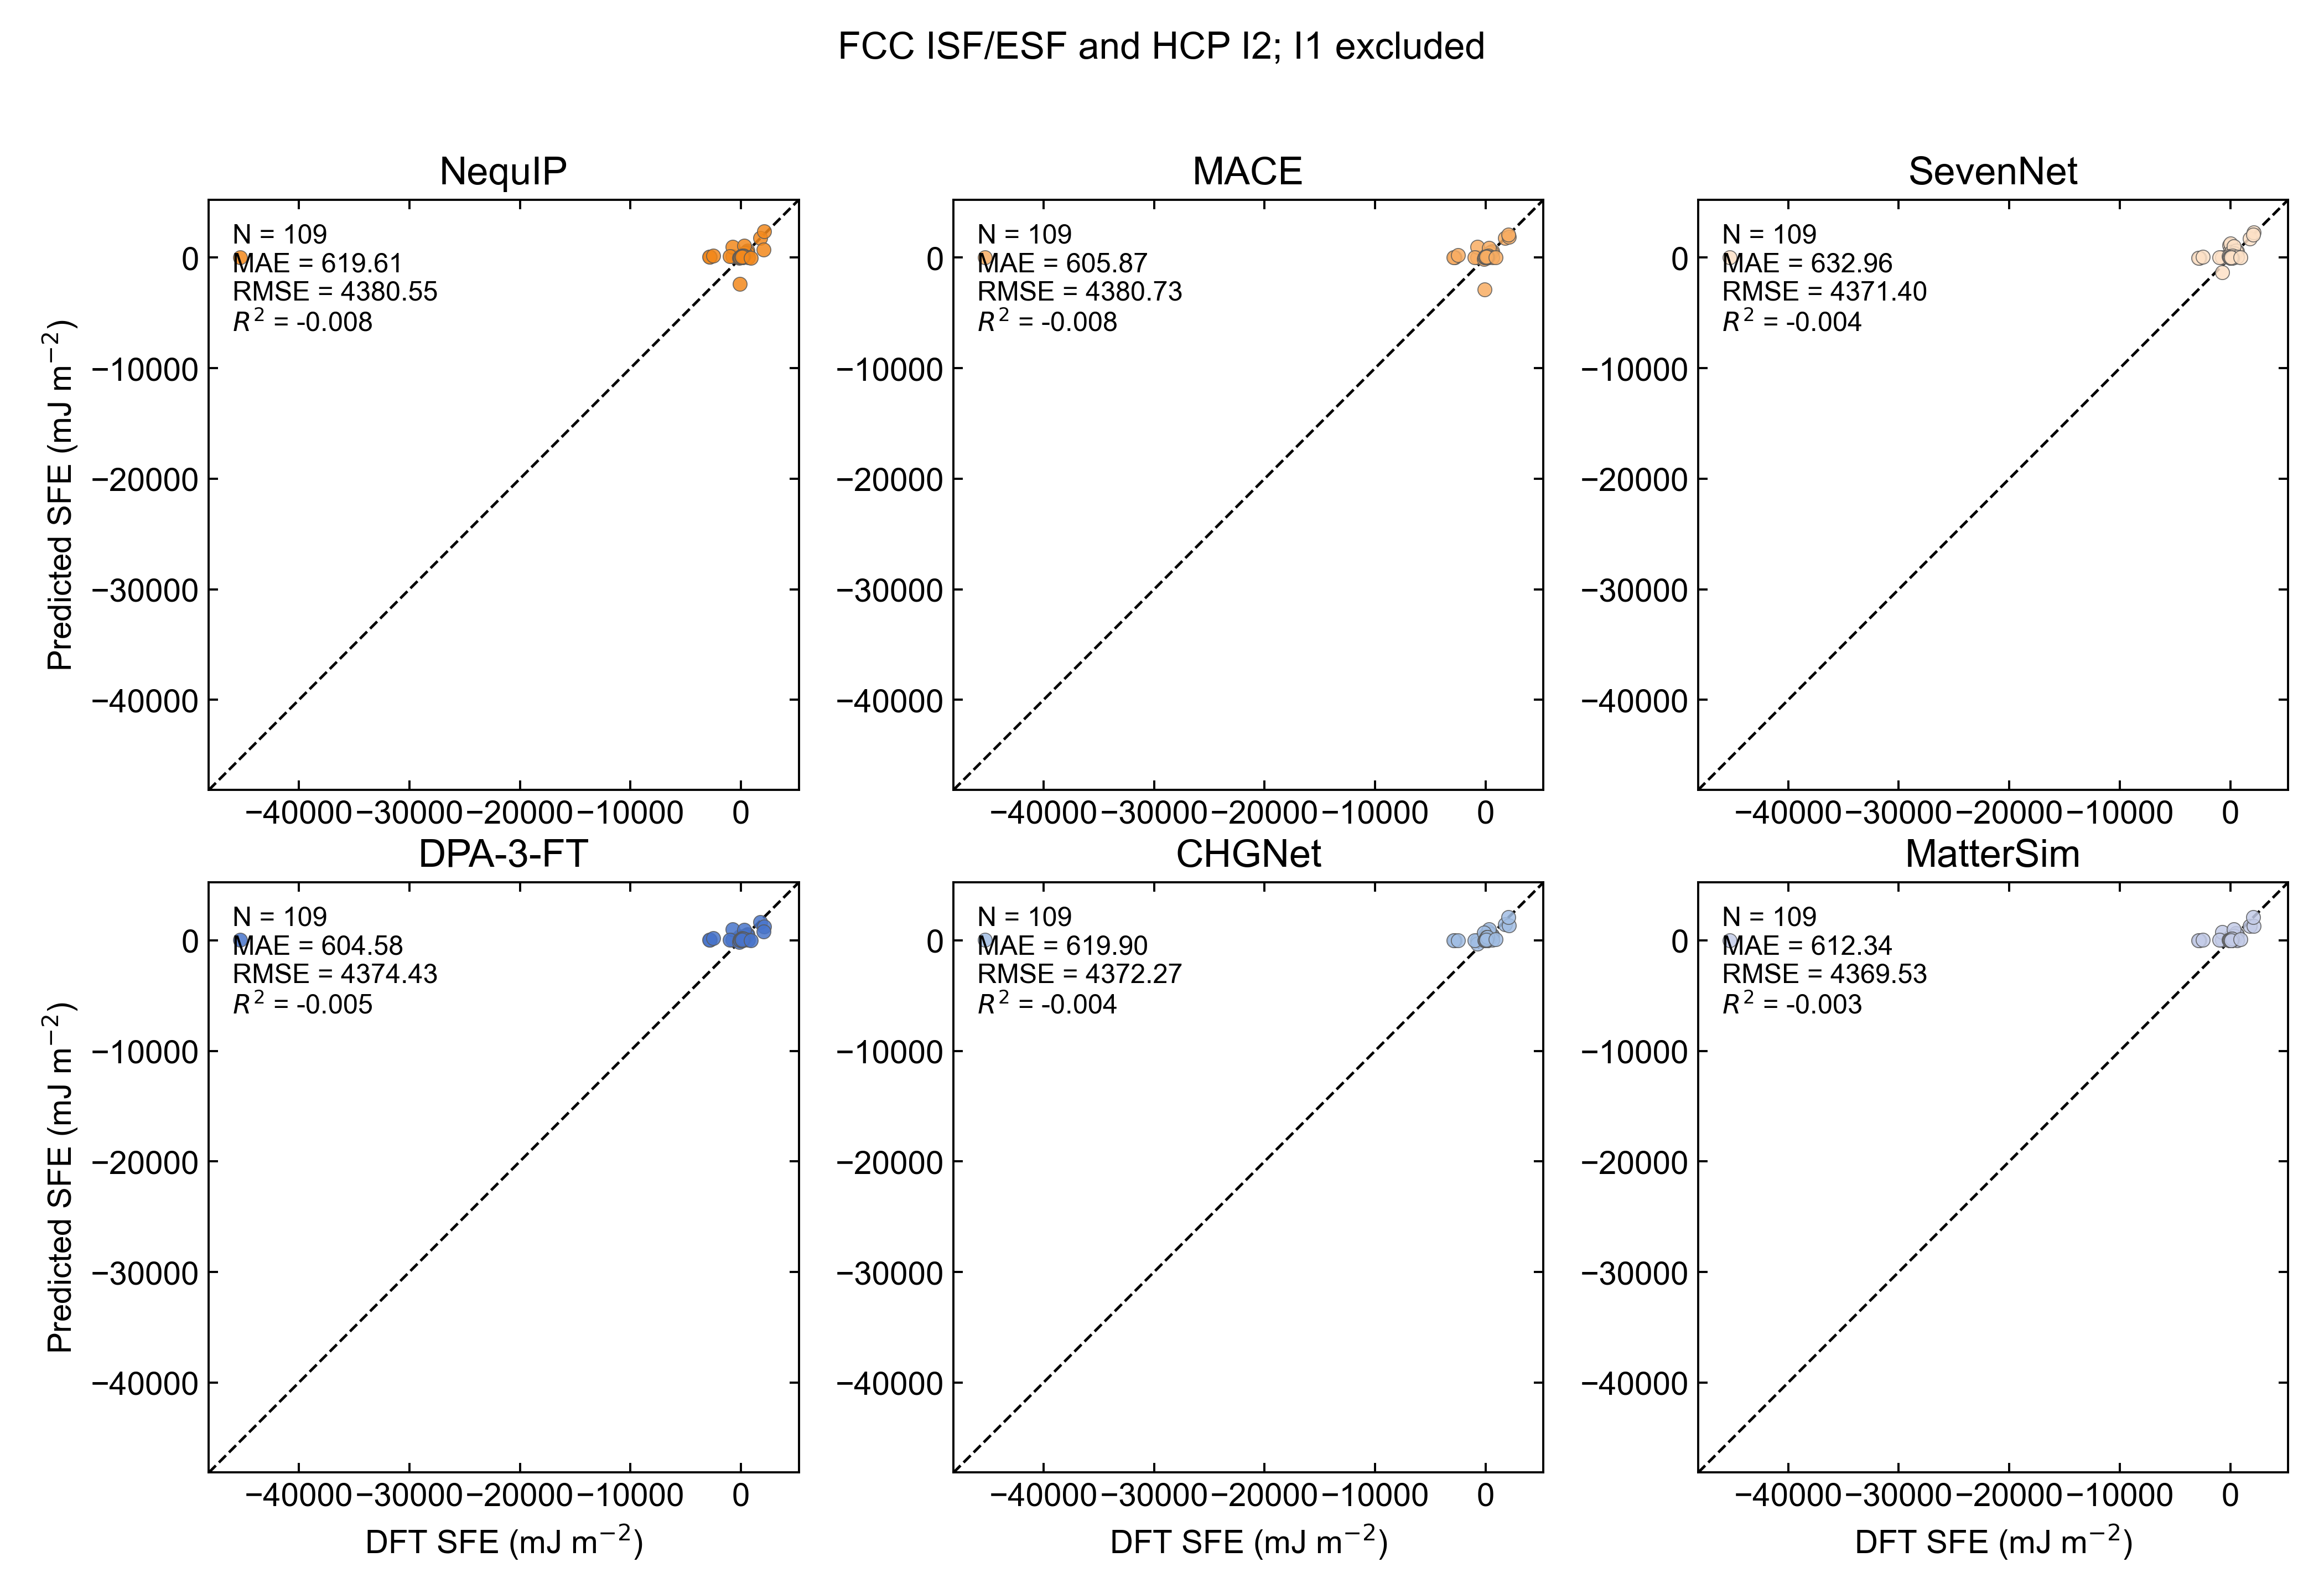 FCC ISF/ESF and HCP I2; I1 excluded
NequIP
MACE
SevenNet
N = 109
MAE = 619.61
RMSE = 4380.55
R² = -0.008
N = 109
MAE = 605.87
RMSE = 4380.73
R² = -0.008
N = 109
MAE = 632.96
RMSE = 4371.40
R² = -0.004
Predicted SFE (mJ m⁻²)
0
−10000
−20000
−30000
−40000
0
−10000
−20000
−30000
−40000
0
−10000
−20000
−30000
−40000
−40000 −30000 −20000 −10000 0
−40000 −30000 −20000 −10000 0
−40000 −30000 −20000 −10000 0
DPA-3-FT
CHGNet
MatterSim
N = 109
MAE = 604.58
RMSE = 4374.43
R² = -0.005
N = 109
MAE = 619.90
RMSE = 4372.27
R² = -0.004
N = 109
MAE = 612.34
RMSE = 4369.53
R² = -0.003
Predicted SFE (mJ m⁻²)
0
−10000
−20000
−30000
−40000
0
−10000
−20000
−30000
−40000
0
−10000
−20000
−30000
−40000
−40000 −30000 −20000 −10000 0
−40000 −30000 −20000 −10000 0
−40000 −30000 −20000 −10000 0
DFT SFE (mJ m⁻²)
DFT SFE (mJ m⁻²)
DFT SFE (mJ m⁻²)